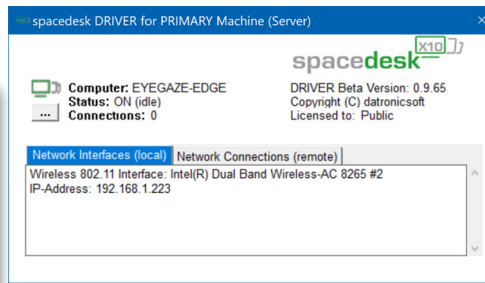 spacedesk DRIVER for PRIMARY Machine (Server)
spacedesk X10
Computer: EYEGAZE-EDGE
Status: ON (idle)
Connections: 0
...
DRIVER Beta Version: 0.9.65
Copyright (C) datronicsoft
Licensed to: Public
Network Interfaces (local) Network Connections (remote)
Wireless 802.11 Interface: Intel(R) Dual Band Wireless-AC 8265 #2
IP-Address: 192.168.1.223